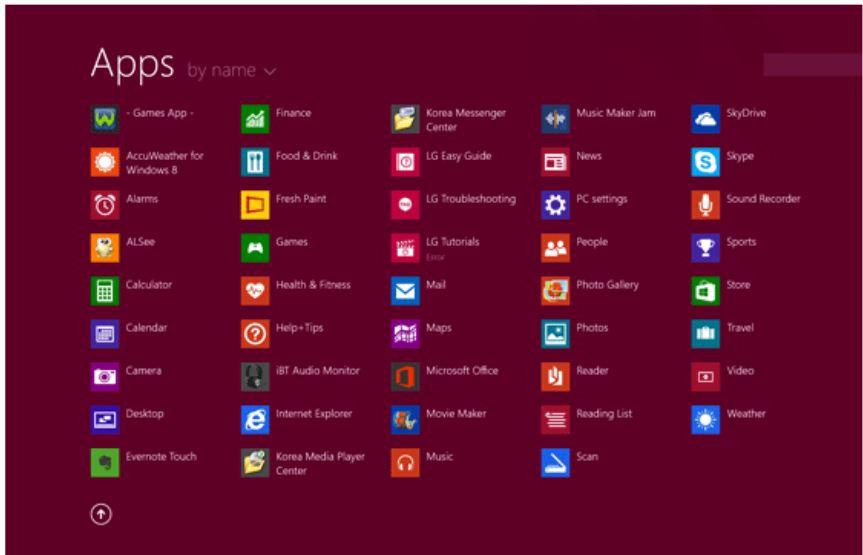 Apps by name
- Games App -
AccuWeather for
Windows 8
Alarms
ALSee
Calculator
Calendar
Camera
Desktop
Evernote Touch
Finance
Food & Drink
Fresh Paint
Games
Health & Fitness
Help+Tips
iBT Audio Monitor
Internet Explorer
Korea Media Player
Center
Korea Messenger
Center
LG Easy Guide
LG Troubleshooting
LG Tutorials
Error
Mail
Maps
Microsoft Office
Movie Maker
Music
Music Maker Jam
News
PC settings
People
Photo Gallery
Photos
Reader
Reading List
Scan
SkyDrive
Skype
Sound Recorder
Sports
Store
Travel
Video
Weather